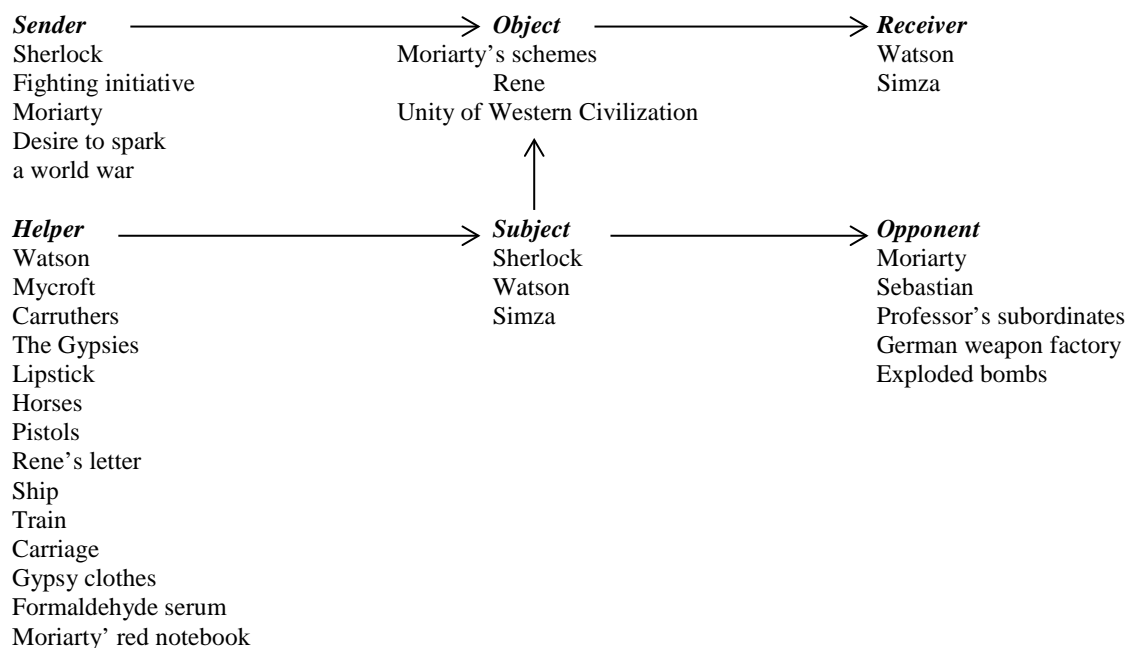 Sender
Sherlock
Fighting initiative
Moriarty
Desire to spark
a world war
Object
Moriarty’s schemes
Rene
Unity of Western Civilization
Receiver
Watson
Simza
Helper
Watson
Mycroft
Carruthers
The Gypsies
Lipstick
Horses
Pistols
Rene’s letter
Ship
Train
Carriage
Gypsy clothes
Formaldehyde serum
Moriarty’ red notebook
Subject
Sherlock
Watson
Simza
Opponent
Moriarty
Sebastian
Professor’s subordinates
German weapon factory
Exploded bombs